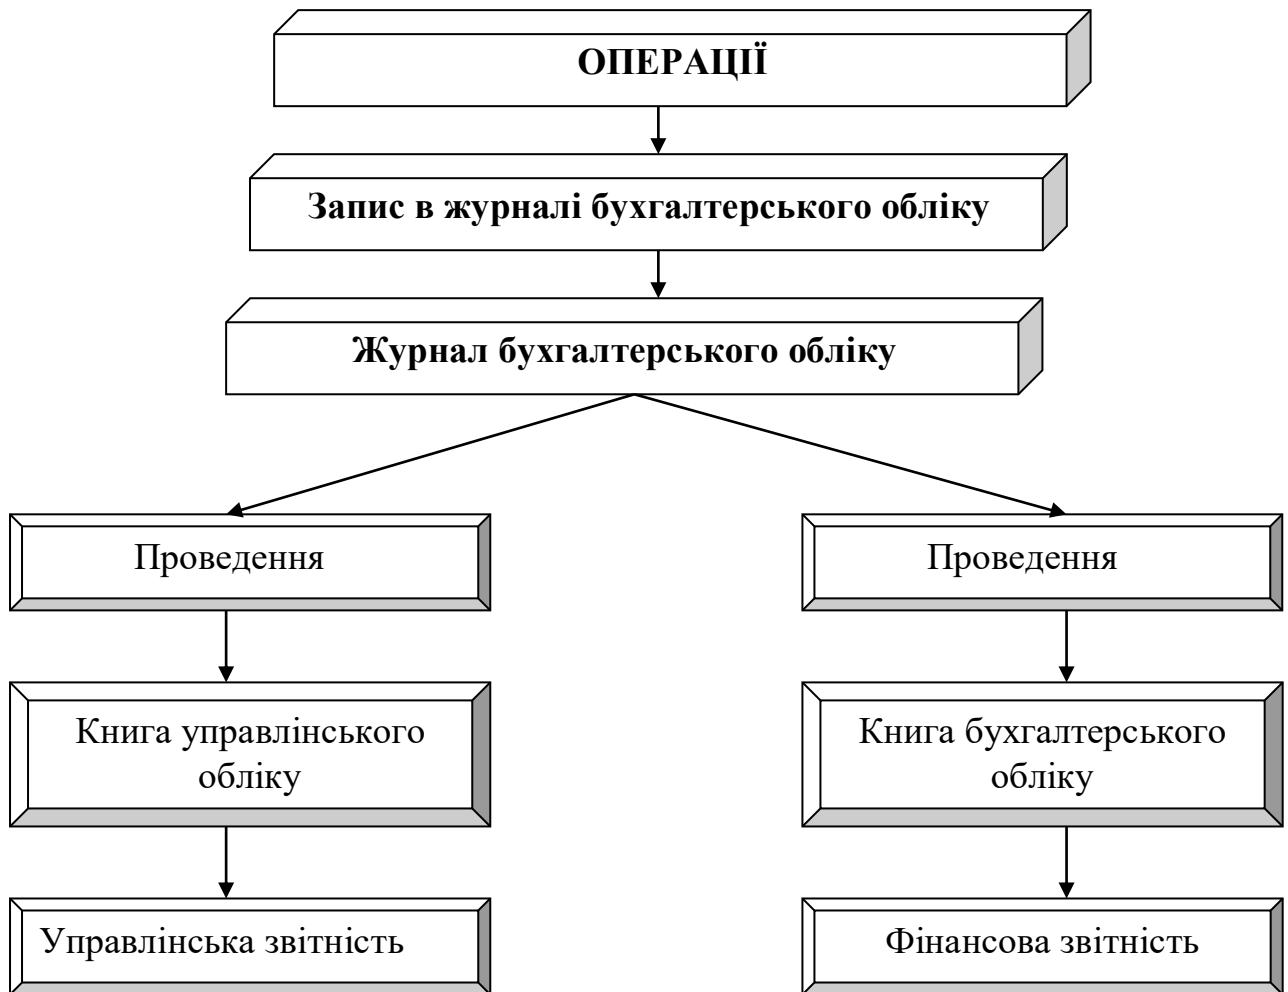 ОПЕРАЦІЇ
Запис в журналі бухгалтерського обліку
Журнал бухгалтерського обліку
Проведення
Проведення
Книга управлінського
обліку
Книга бухгалтерського
обліку
Управлінська звітність
Фінансова звітність